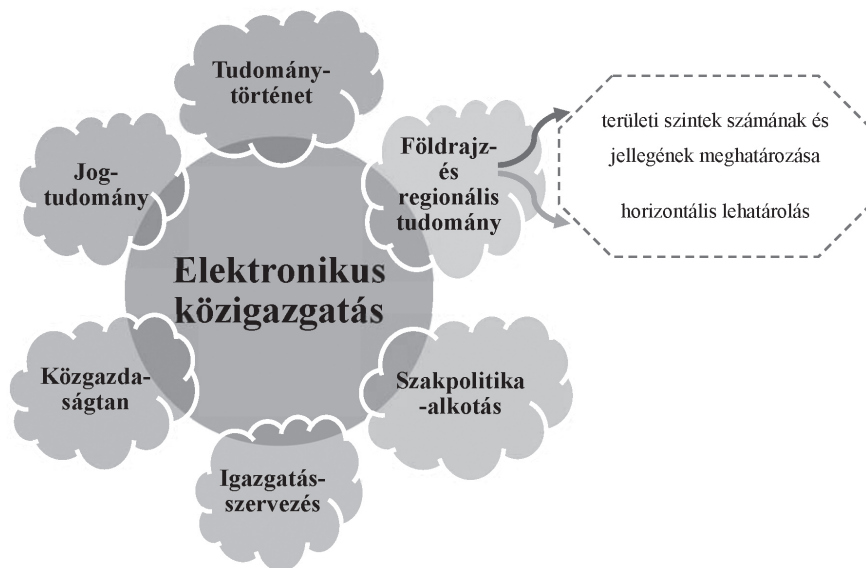 Tudomány-
történet
Földrajz-
és
regionális
tudomány
területi szintek számának és
jellegének meghatározása
horizontális lehatárolás
Jog-
tudomány
Elektronikus
közigazgatás
Közgazda-
ságtan
Szakpolitika
-alkotás
Igazgatás-
szervezés